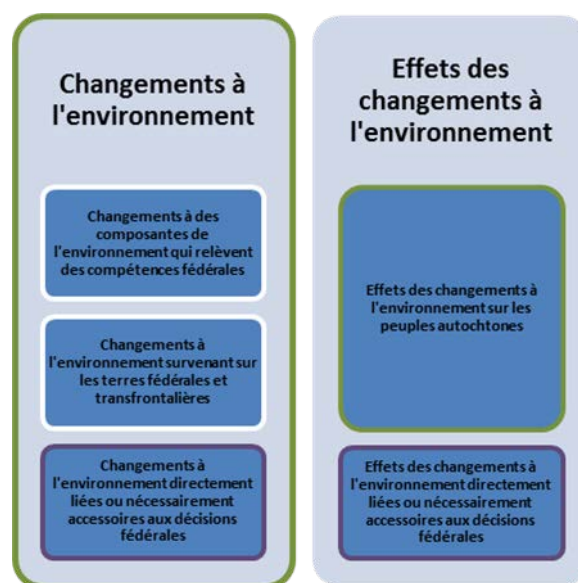 Changements à
l'environnement
Changements à des
composantes de
l'environnement qui relèvent
des compétences fédérales
Changements à
l'environnement survenant sur
les terres fédérales et
transfrontalières
Changements à
l'environnement directement
liées ou nécessairement
accessoires aux décisions
fédérales
Effets des
changements à
l'environnement
Effets des changements à
l'environnement sur les
peuples autochtones
Effets des changements à
l'environnement directement
liées ou nécessairement
accessoires aux décisions
fédérales